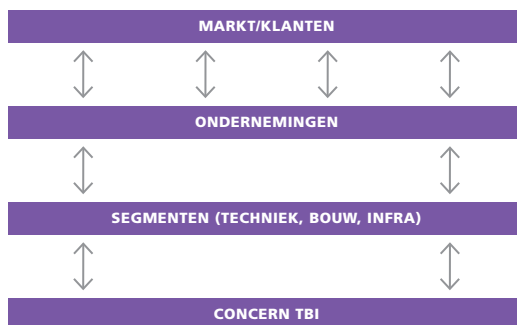 MARKT/KLANTEN
ONDERNEMINGEN
SEGMENTEN (TECHNIEK, BOUW, INFRA)
CONCERN TBI